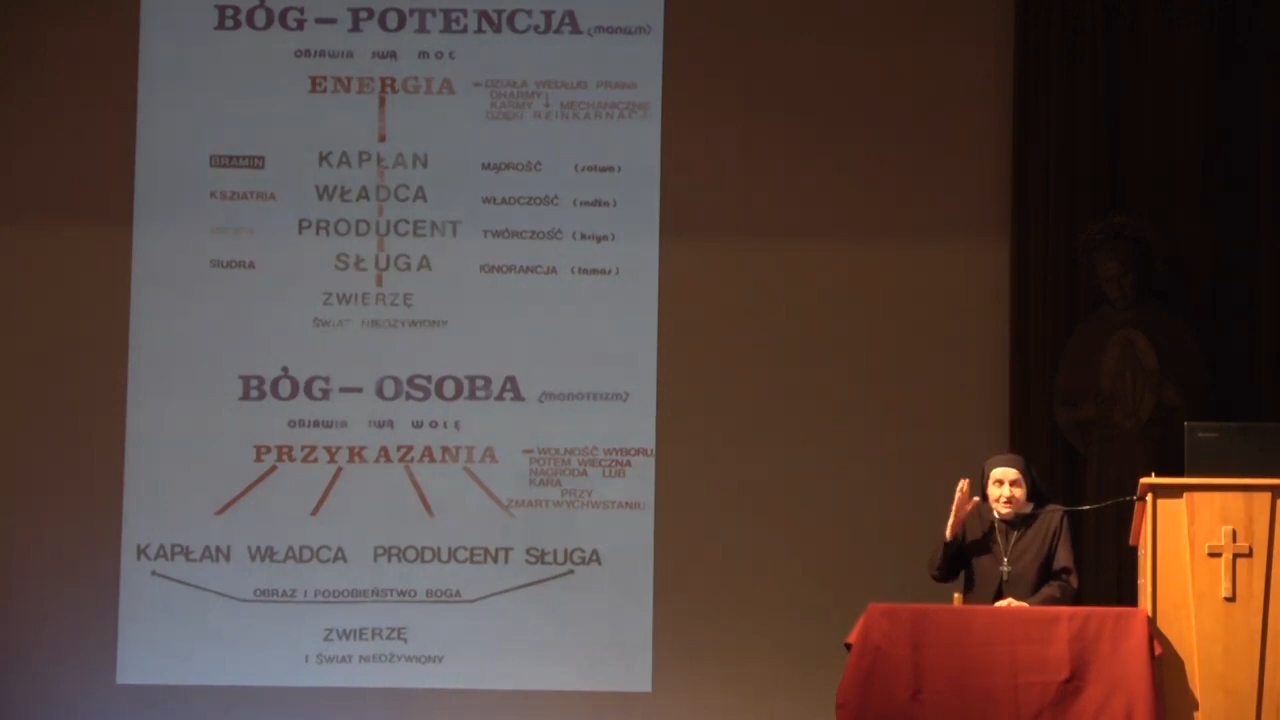 BÓG – POTENCJA (monizm)
OBJAWIA SWĄ MOC
ENERGIA – DZIAŁA WEDŁUG PRAWA
DHARMY
KARMY ↓ MECHANICZNIE
DZIĘKI REINKARNACJI
BRAMIN KAPŁAN MĄDROŚĆ (satwa)
KSZIATRIA WŁADCA WŁADCZOŚĆ
PRODUCENT TWÓRCZOŚĆ (kriya)
SIUDRA SŁUGA IGNORANCJA (tamas)
ZWIERZĘ
ŚWIAT NIEOŻYWIONY
BÓG – OSOBA (monoteizm)
OBJAWIA SWĄ WOLĘ
PRZYKAZANIA – WOLNOŚĆ WYBORU,
POTEM WIECZNA
NAGRODA LUB
KARA
PRZY
ZMARTWYCHWSTANIU
KAPŁAN WŁADCA PRODUCENT SŁUGA
OBRAZ I PODOBIEŃSTWO BOGA
ZWIERZĘ
I ŚWIAT NIEOŻYWIONY